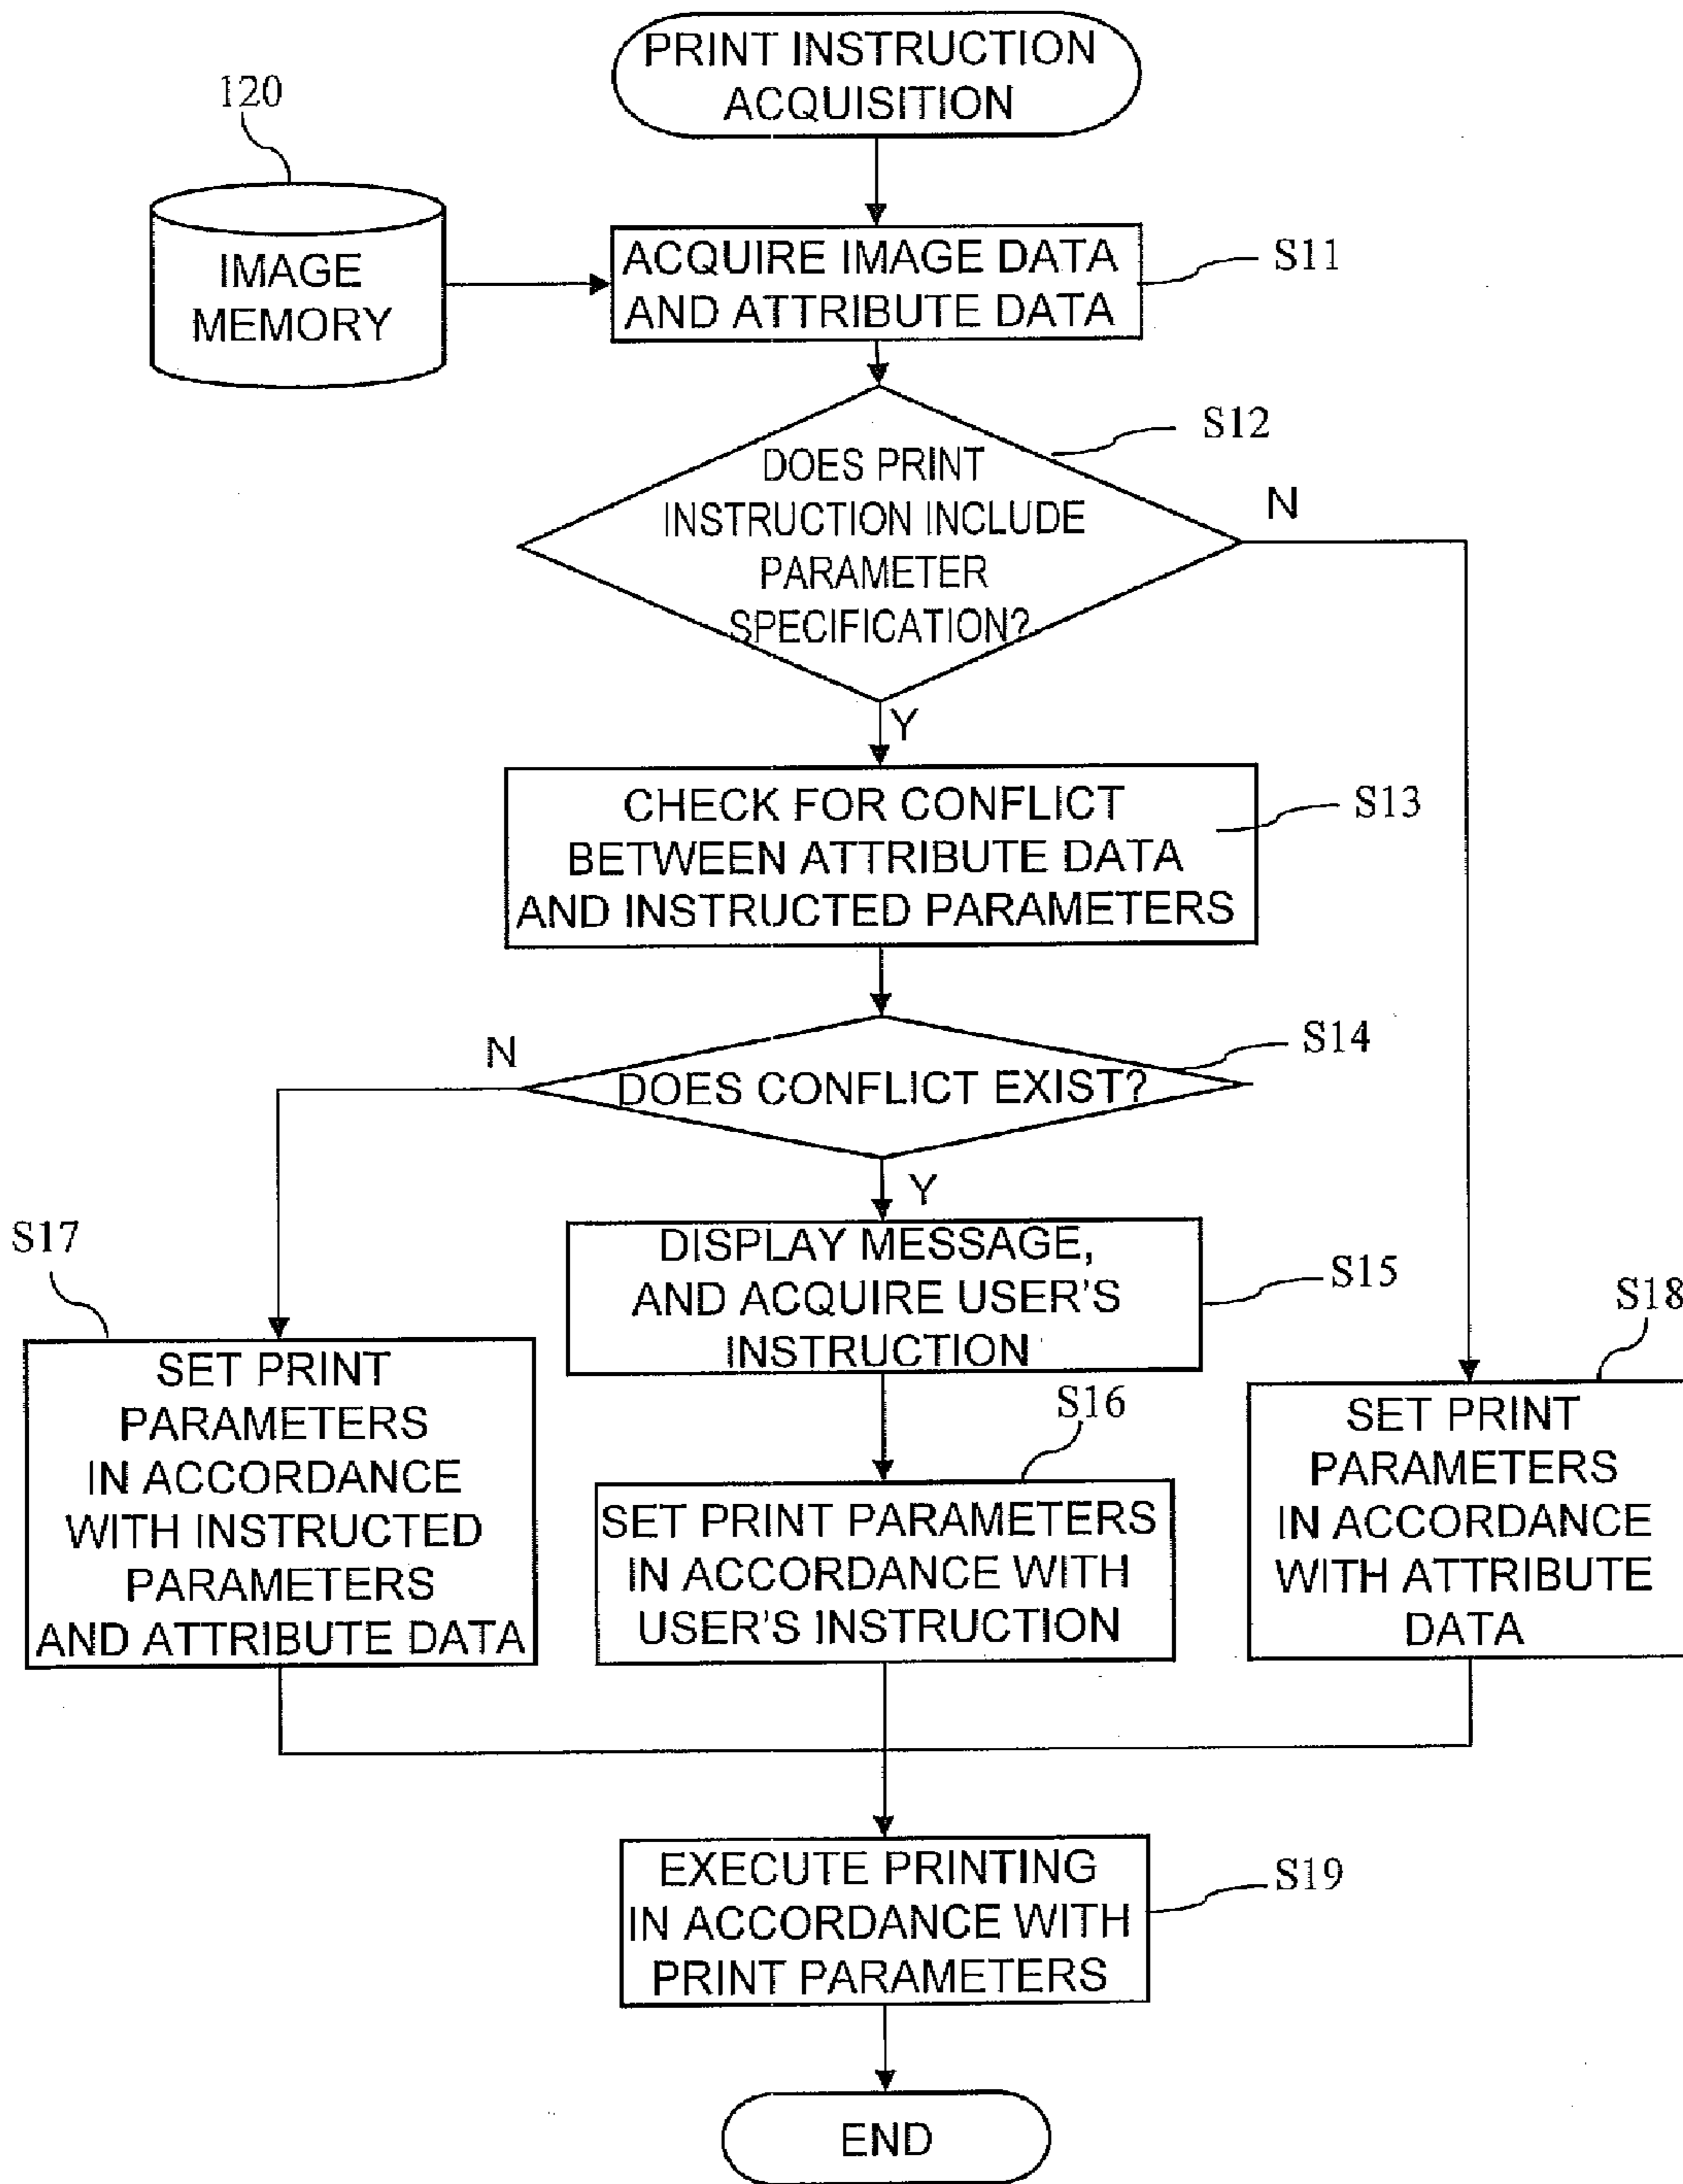 PRINT INSTRUCTION
ACQUISITION
120
IMAGE
MEMORY
ACQUIRE IMAGE DATA
AND ATTRIBUTE DATA
S11
S12
DOES PRINT
INSTRUCTION INCLUDE
PARAMETER
SPECIFICATION?
N
Y
CHECK FOR CONFLICT
BETWEEN ATTRIBUTE DATA
AND INSTRUCTED PARAMETERS
S13
S14
N
DOES CONFLICT EXIST?
Y
S17
DISPLAY MESSAGE,
AND ACQUIRE USER'S
INSTRUCTION
S15
S18
SET PRINT
PARAMETERS
IN ACCORDANCE
WITH INSTRUCTED
PARAMETERS
AND ATTRIBUTE DATA
S16
SET PRINT PARAMETERS
IN ACCORDANCE WITH
USER'S INSTRUCTION
SET PRINT
PARAMETERS
IN ACCORDANCE
WITH ATTRIBUTE
DATA
EXECUTE PRINTING
IN ACCORDANCE WITH
PRINT PARAMETERS
S19
END